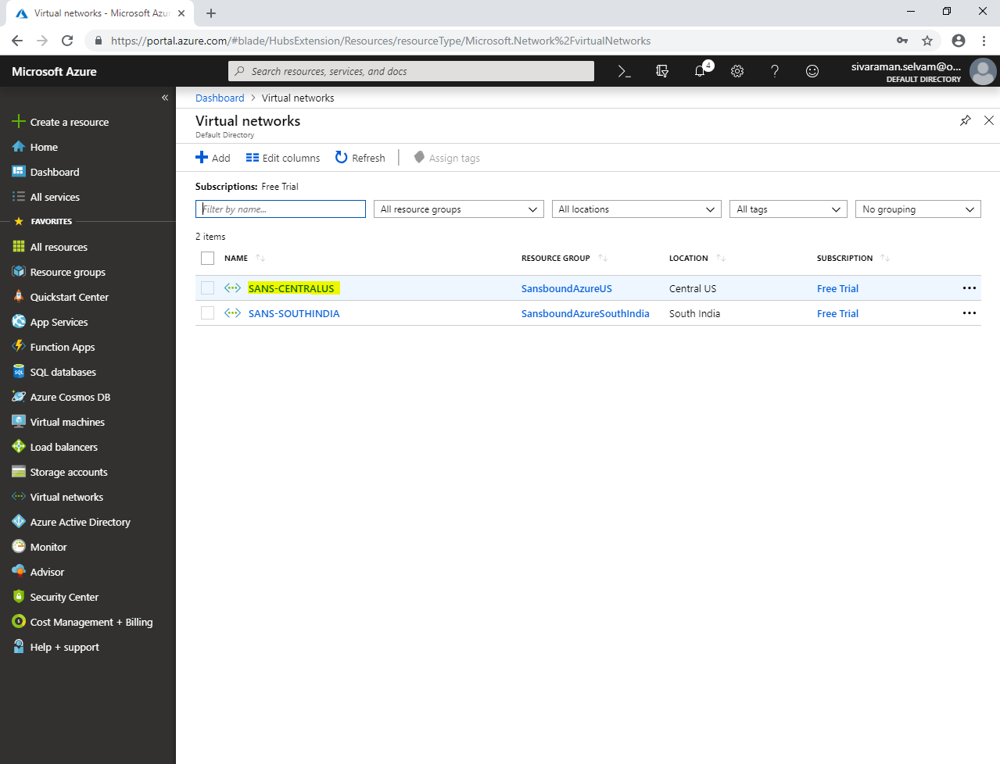 Virtual networks - Microsoft Azur
https://portal.azure.com/#blade/HubsExtension/Resources/resourceType/Microsoft.Network%2FvirtualNetworks
Microsoft Azure
Search resources, services, and docs
4
sivaraman.selvam@o...
DEFAULT DIRECTORY
Create a resource
Home
Dashboard
All services
FAVORITES
All resources
Resource groups
Quickstart Center
App Services
Function Apps
SQL databases
Azure Cosmos DB
Virtual machines
Load balancers
Storage accounts
Virtual networks
Azure Active Directory
Monitor
Advisor
Security Center
Cost Management + Billing
Help + support
Dashboard > Virtual networks
Virtual networks
Default Directory
Add Edit columns Refresh Assign tags
Subscriptions: Free Trial
Filter by name... All resource groups All locations All tags No grouping
2 items
NAME RESOURCE GROUP LOCATION SUBSCRIPTION
SANS-CENTRALUS SansboundAzureUS Central US Free Trial
SANS-SOUTHINDIA SansboundAzureSouthIndia South India Free Trial